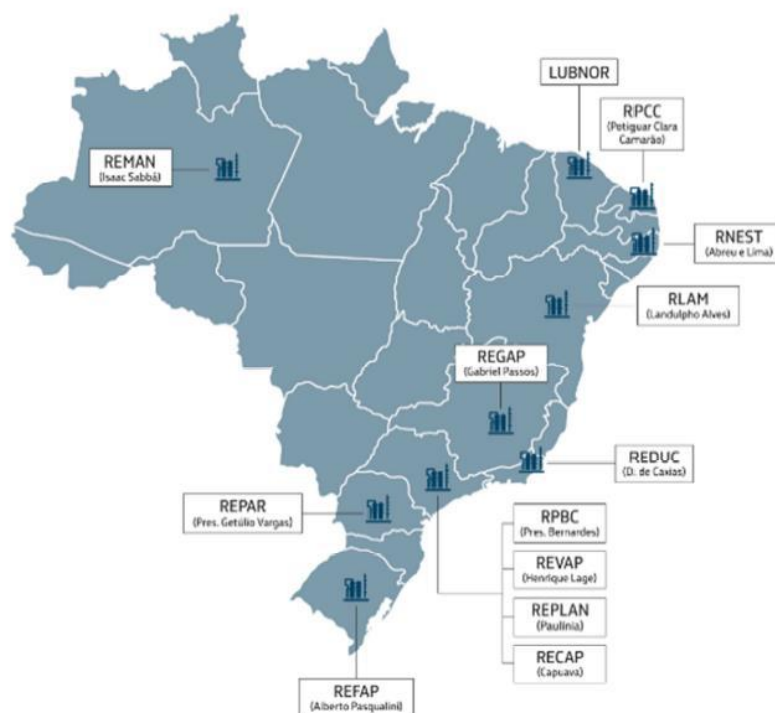 LUBNOR
RPCC
(Potiguar Clara
Camarão)
REMAN
(Isaac Sabbá)
RNEST
(Abreu e Lima)
RLAM
(Landulpho Alves)
REGAP
(Gabriel Passos)
REDUC
(D. de Caxias)
REPAR
(Pres. Getúlio Vargas)
RPBC
(Pres. Bernardes)
REVAP
(Henrique Lage)
REPLAN
(Paulínia)
RECAP
(Capuava)
REFAP
(Alberto Pasqualini)